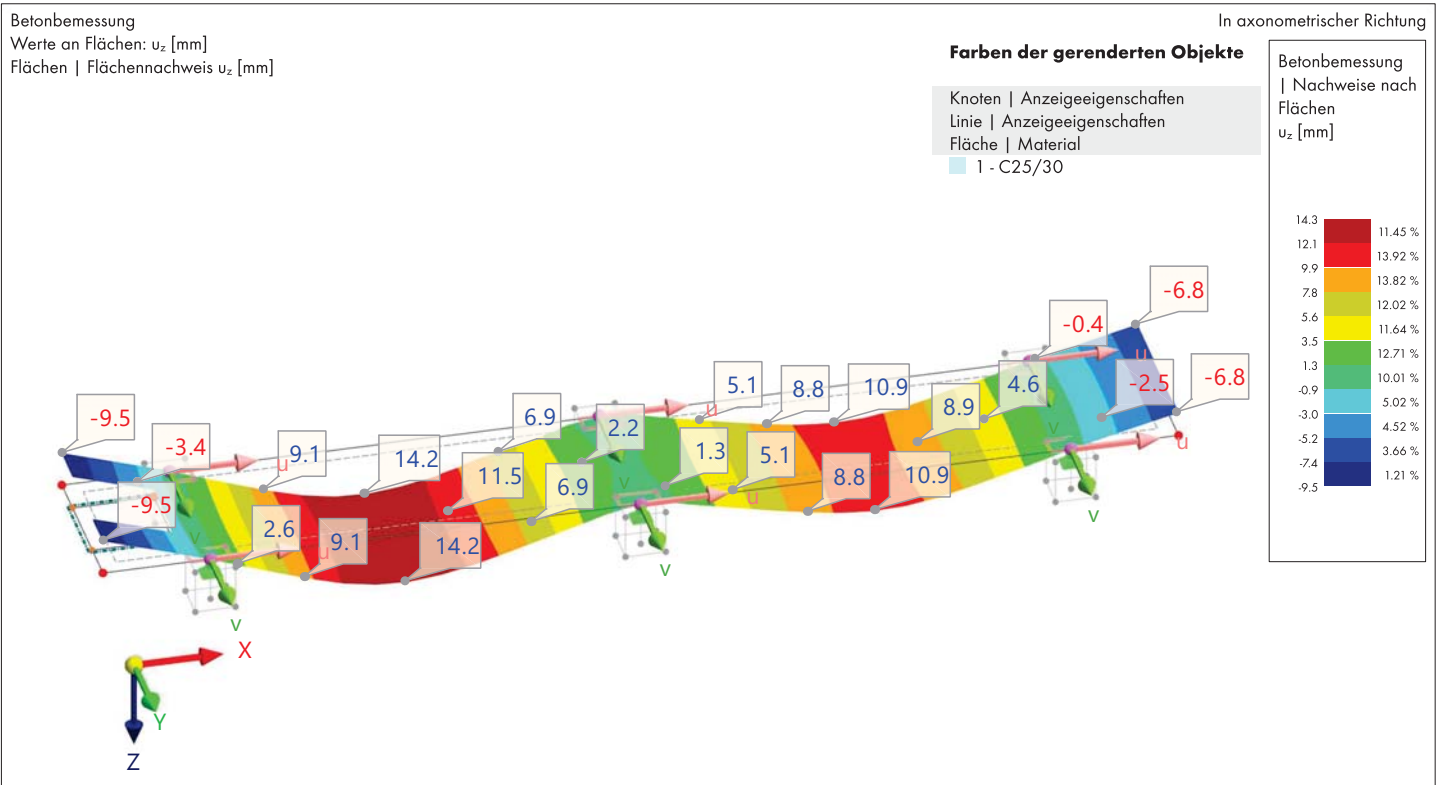 Betonbemessung
Werte an Flächen: uz [mm]
Flächen | Flächennachweis uz [mm]
In axonometrischer Richtung
Farben der gerenderten Objekte
Knoten | Anzeigeeigenschaften
Linie | Anzeigeeigenschaften
Fläche | Material
1 - C25/30
Betonbemessung
| Nachweise nach
Flächen
uz [mm]
14.3
11.45 %
12.1
13.92 %
9.9
13.82 %
7.8
12.02 %
5.6
11.64 %
3.5
12.71 %
1.3
10.01 %
-0.9
5.02 %
-3.0
4.52 %
-5.2
3.66 %
-7.4
1.21 %
-9.5
-6.8
-0.4
u
-2.5
-6.8
u
5.1
8.8
10.9
8.9
4.6
v
v
-9.5
-3.4
u
9.1
14.2
6.9
2.2
u
1.3
5.1
u
8.8
10.9
11.5
6.9
v
v
-9.5
v
2.6
u
9.1
14.2
v
X
Y
Z